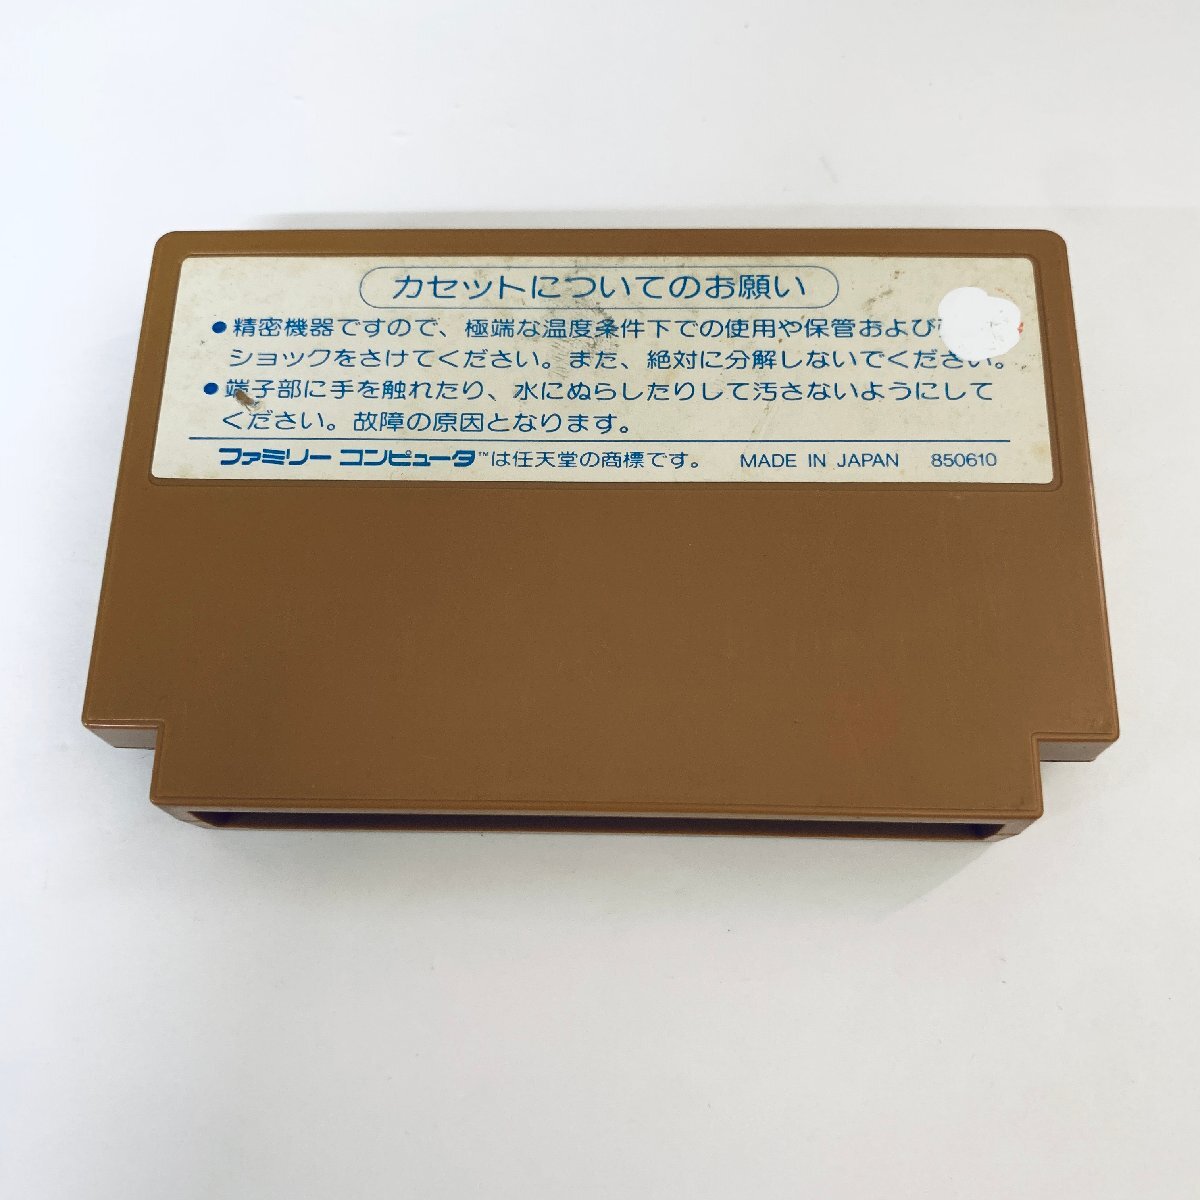 カセットについてのお願い
●精密機器ですので、極端な温度条件下での使用や保管および
ショックをさけてください。また、絶対に分解しないでください。
●端子部に手を触れたり、水にぬらしたりして汚さないようにして
ください。故障の原因となります。
ファミリー コンピュータ™は任天堂の商標です。 MADE IN JAPAN 850610